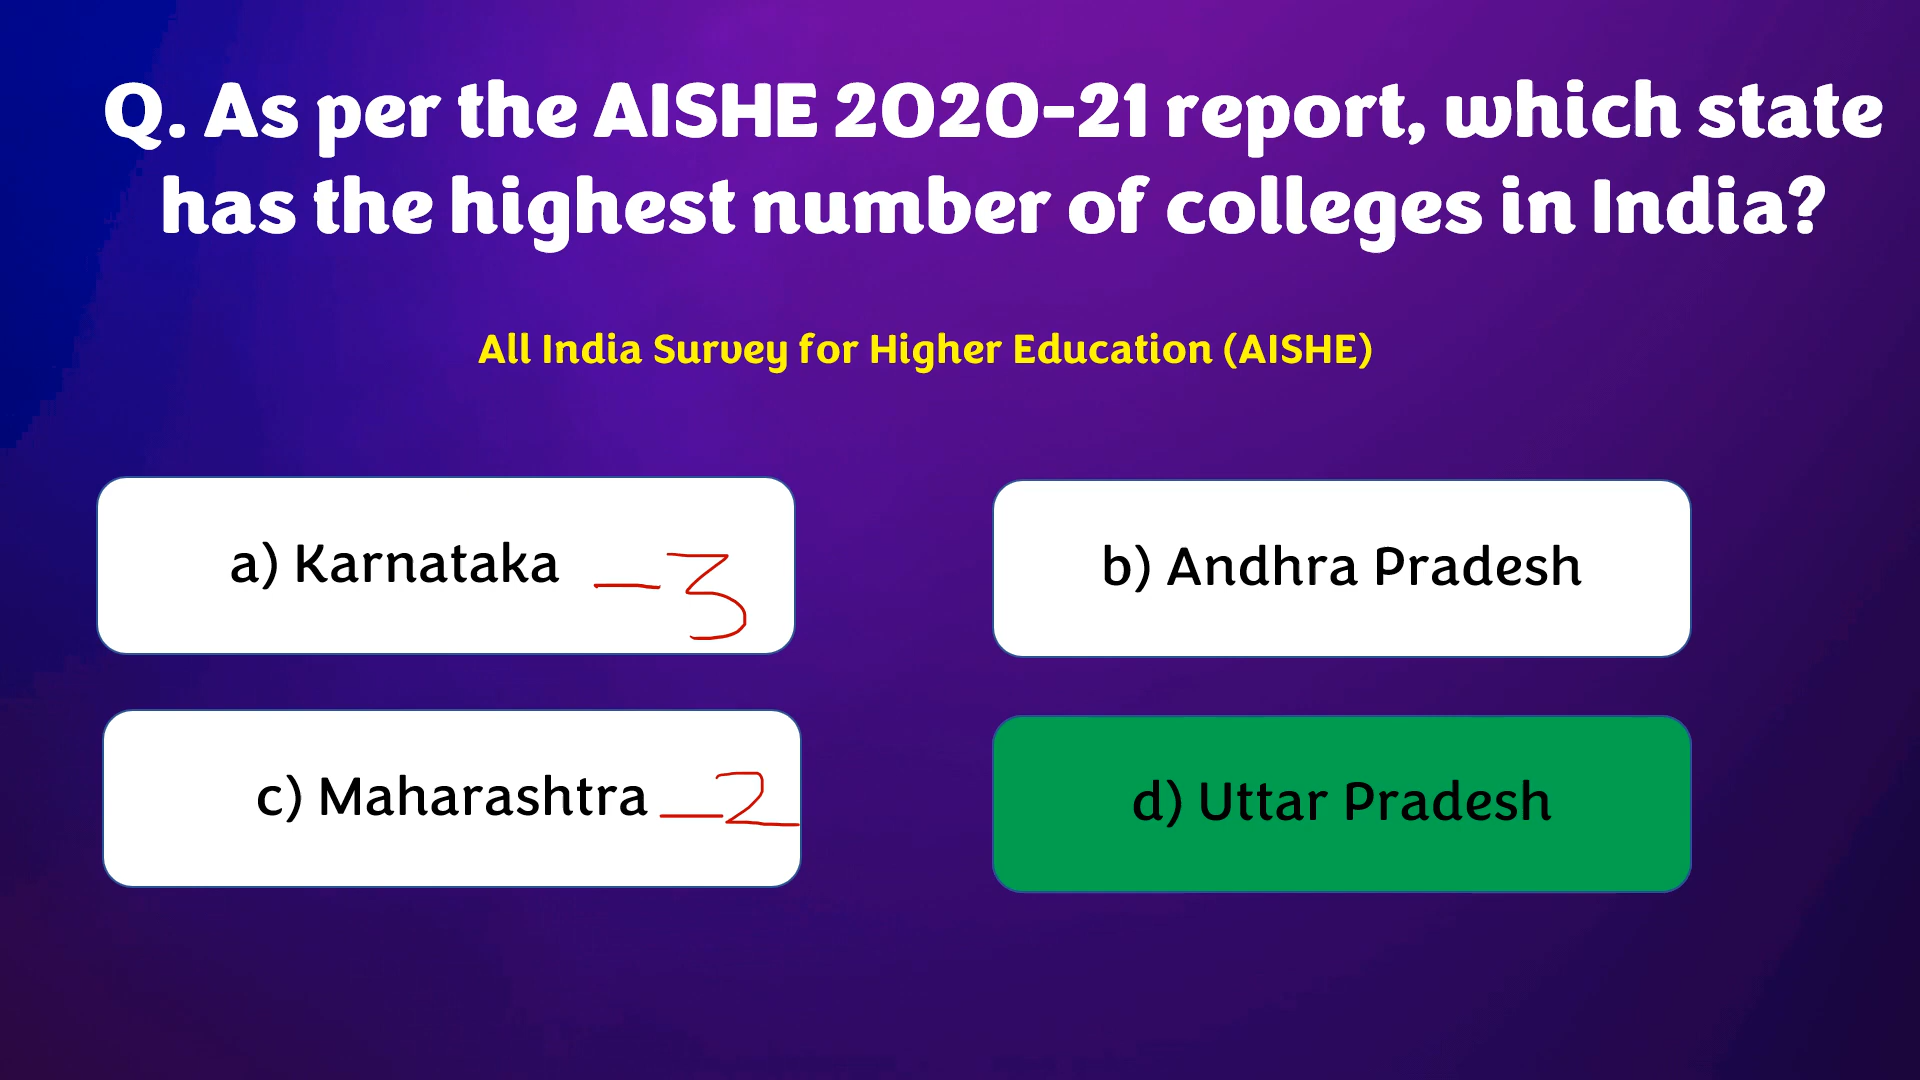 Q. As per the AISHE 2020-21 report, which state
has the highest number of colleges in India?
All India Survey for Higher Education (AISHE)
a) Karnataka - 3
b) Andhra Pradesh
c) Maharashtra - 2
d) Uttar Pradesh